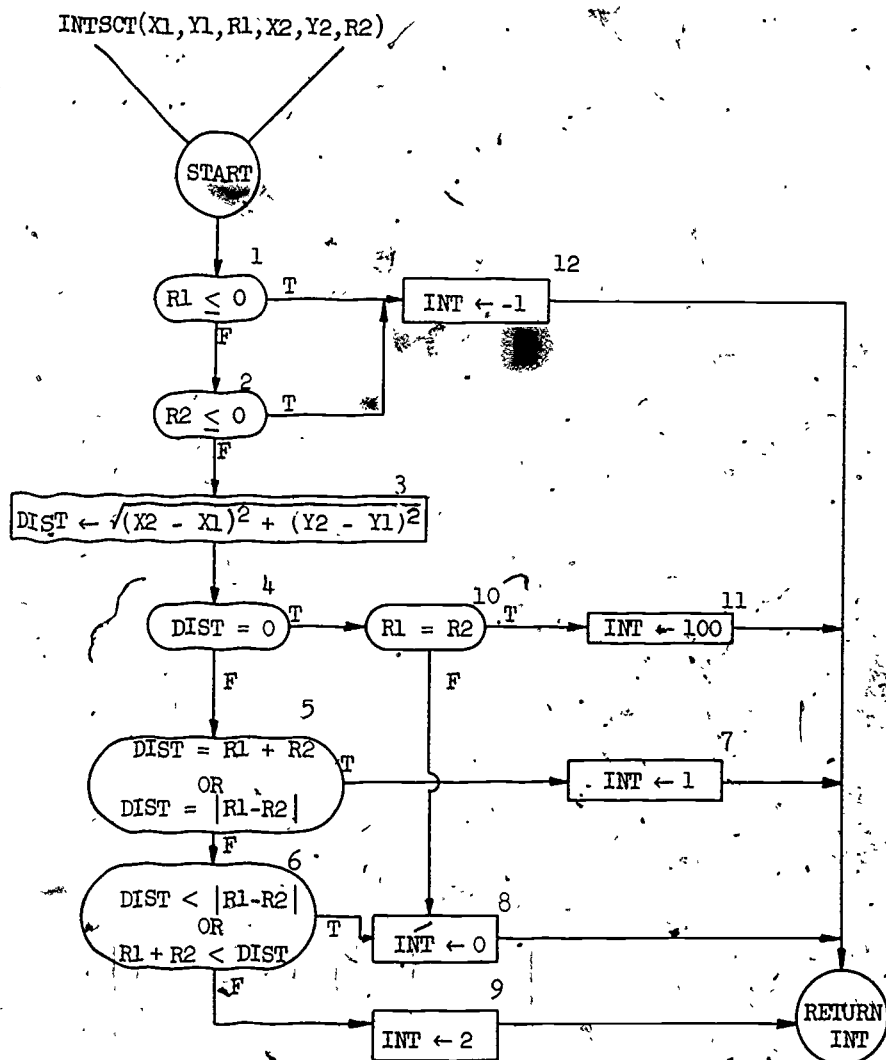 INTSCT(X1,Y1,R1,X2,Y2,R2)
START
1
R1 ≤ 0
T
F
12
INT ← -1
2
R2 ≤ 0
T
F
3
DIST ← √(X2 - X1)² + (Y2 - Y1)²
4
DIST = 0
T
F
10
R1 = R2
T
F
11
INT ← 100
5
DIST = R1 + R2
OR
DIST = |R1-R2|
T
F
7
INT ← 1
6
DIST < |R1-R2|
OR
R1 + R2 < DIST
T
F
8
INT ← 0
9
INT ← 2
RETURN
INT